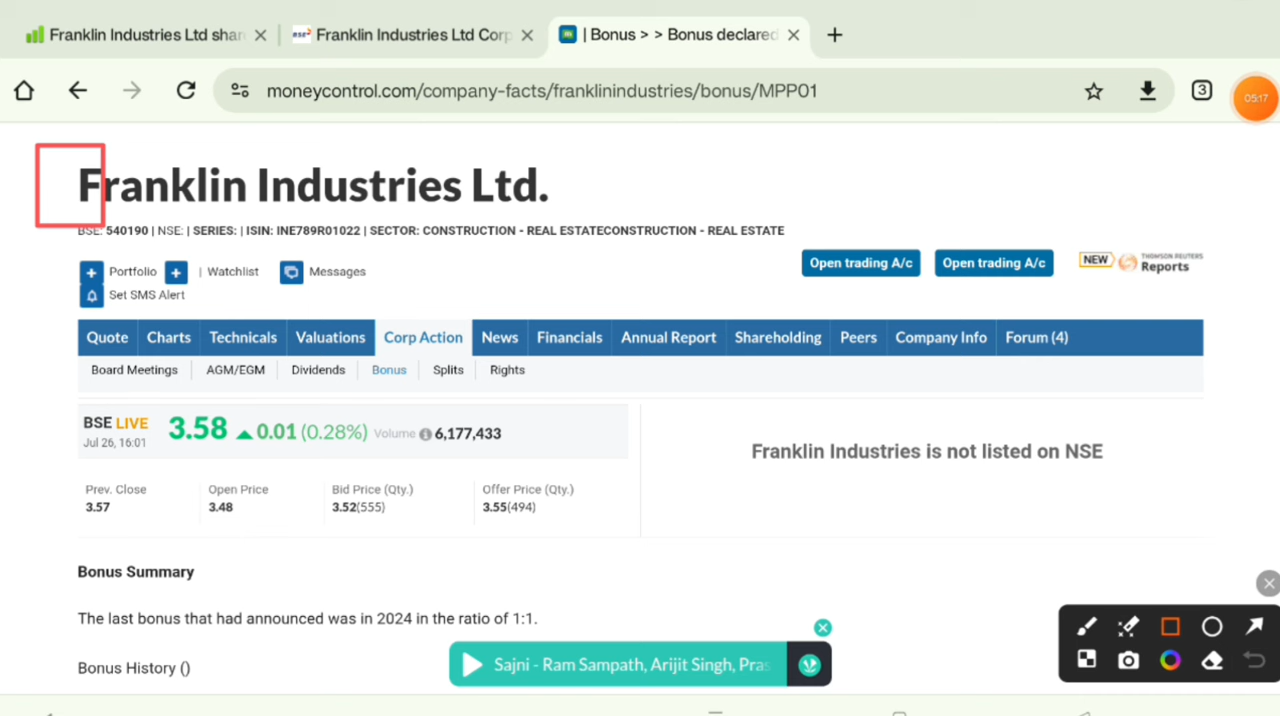 Franklin Industries Ltd shar
Franklin Industries Ltd Corp
| Bonus > > Bonus declared
moneycontrol.com/company-facts/franklinindustries/bonus/MPP01
3
05:17
Franklin Industries Ltd.
BSE: 540190 | NSE: | SERIES: | ISIN: INE789R01022 | SECTOR: CONSTRUCTION - REAL ESTATECONSTRUCTION - REAL ESTATE
Portfolio | Watchlist Messages
Set SMS Alert
Open trading A/c Open trading A/c
NEW THOMSON REUTERS
Reports
Quote Charts Technicals Valuations Corp Action News Financials Annual Report Shareholding Peers Company Info Forum (4)
Board Meetings AGM/EGM Dividends Bonus Splits Rights
BSE LIVE 3.58 0.01 (0.28%) Volume 6,177,433
Jul 26, 16:01
Franklin Industries is not listed on NSE
Prev. Close Open Price Bid Price (Qty.) Offer Price (Qty.)
3.57 3.48 3.52(555) 3.55(494)
Bonus Summary
The last bonus that had announced was in 2024 in the ratio of 1:1.
Bonus History ()
Sajni - Ram Sampath, Arijit Singh, Pras